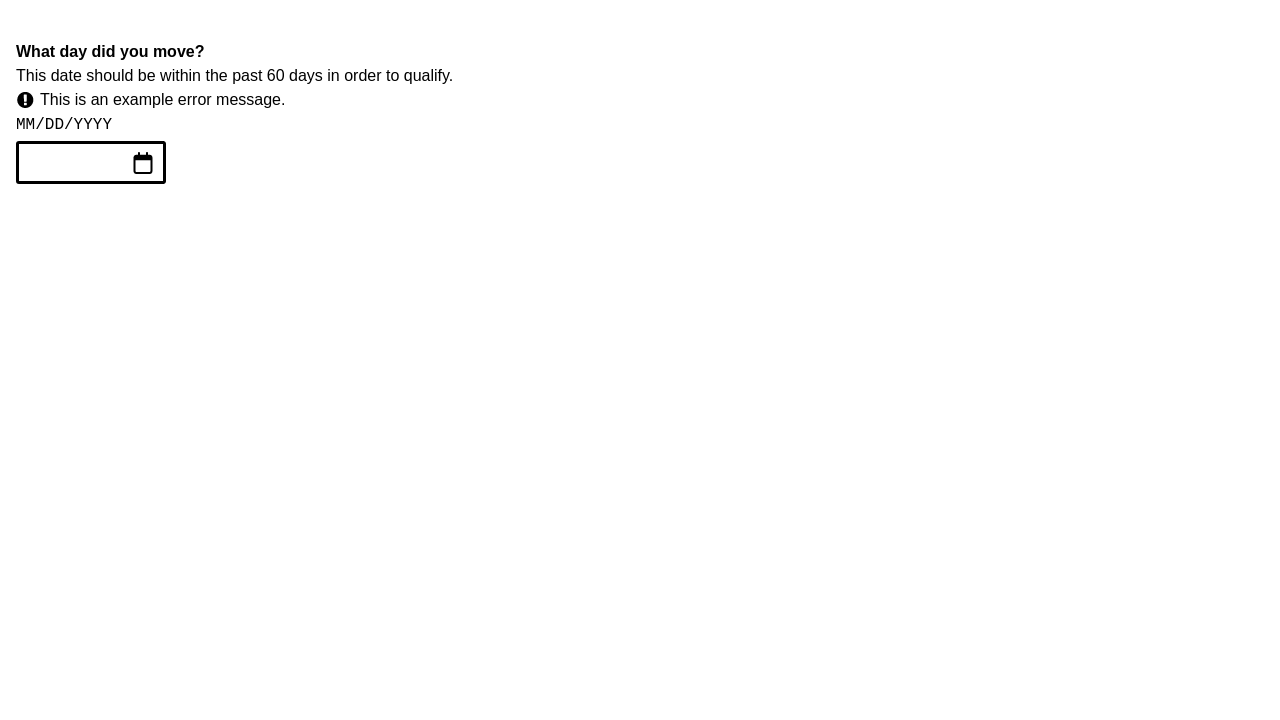 What day did you move?
This date should be within the past 60 days in order to qualify.
This is an example error message.
MM/DD/YYYY